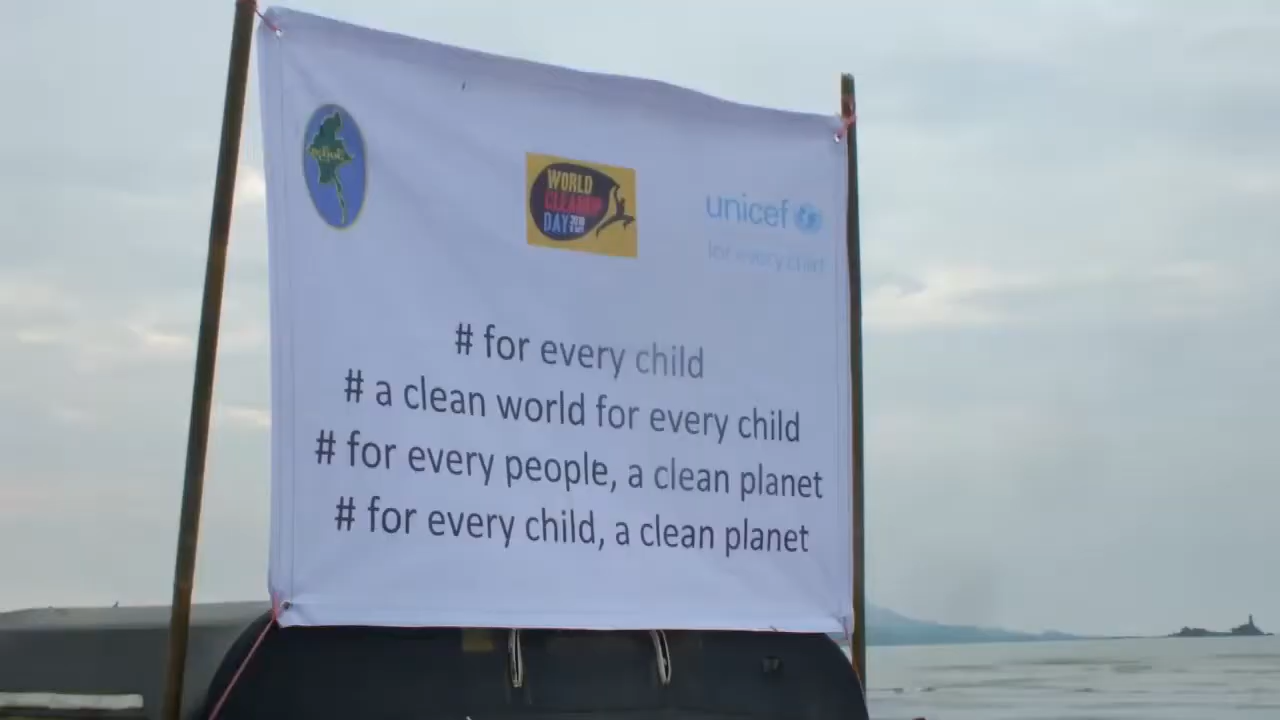 WORLD
CLEANUP
DAY
unicef
for every child
# for every child
# a clean world for every child
# for every people, a clean planet
# for every child, a clean planet